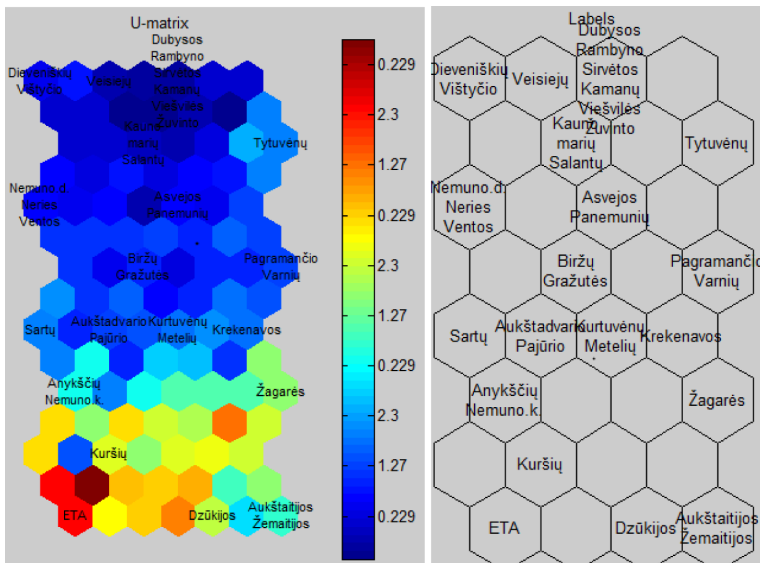 U-matrix
Dubysos
Rambyno
Dieveniškių
Vištyčio
Veisiejų
Sirvėtos
Kamanų
Viešvilės
Žuvinto
Kauno
marių
Salantų
Tytuvėnų
Nemuno.d.
Neries
Ventos
Asvejos
Panemunių
Biržų
Gražutės
Pagramančio
Varnių
Sartų
Aukštadvario
Pajūrio
Kurtuvėnų
Metelių
Krekenavos
Anykščių
Nemuno.k.
Žagarės
Kuršių
ETA
Dzūkijos
Aukštaitijos
Žemaitijos
0.229
2.3
1.27
0.229
1.27
0.229
2.3
1.27
0.229
Labels
Dubysos
Rambyno
Dieveniškių
Vištyčio
Veisiejų
Sirvėtos
Kamanų
Viešvilės
Žuvinto
Kauno
marių
Salantų
Tytuvėnų
Nemuno.d.
Neries
Ventos
Asvejos
Panemunių
Biržų
Gražutės
Pagramančio
Varnių
Sartų
Aukštadvario
Pajūrio
Kurtuvėnų
Metelių
Krekenavos
Anykščių
Nemuno.k.
Žagarės
Kuršių
ETA
Dzūkijos
Aukštaitijos
Žemaitijos